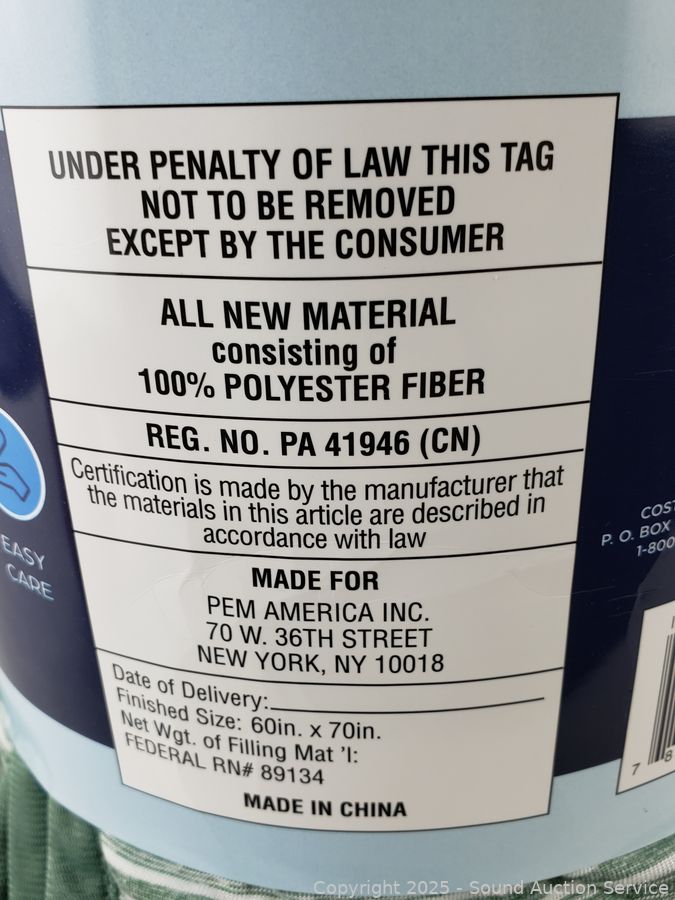 UNDER PENALTY OF LAW THIS TAG
NOT TO BE REMOVED
EXCEPT BY THE CONSUMER
ALL NEW MATERIAL
consisting of
100% POLYESTER FIBER
REG. NO. PA 41946 (CN)
Certification is made by the manufacturer that
the materials in this article are described in
accordance with law
MADE FOR
PEM AMERICA INC.
70 W. 36TH STREET
NEW YORK, NY 10018
Date of Delivery:
Finished Size: 60in. x 70in.
Net Wgt. of Filling Mat 'l:
FEDERAL RN# 89134
MADE IN CHINA
EASY
CARE
P. O. BOX
1-800
7
Copyright 2025 - Sound Auction Service